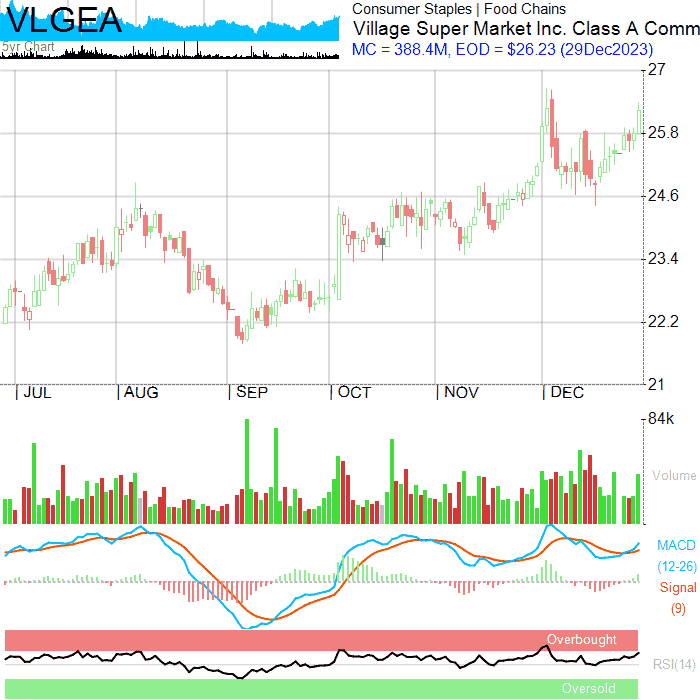 VLGEA
5yr Chart
Consumer Staples | Food Chains
Village Super Market Inc. Class A Comm
MC = 388.4M, EOD = $26.23 (29Dec2023)
27
25.8
24.6
23.4
22.2
21
| JUL | AUG | SEP | OCT | NOV | DEC
84k
Volume
MACD
(12-26)
Signal
(9)
Overbought
RSI(14)
Oversold